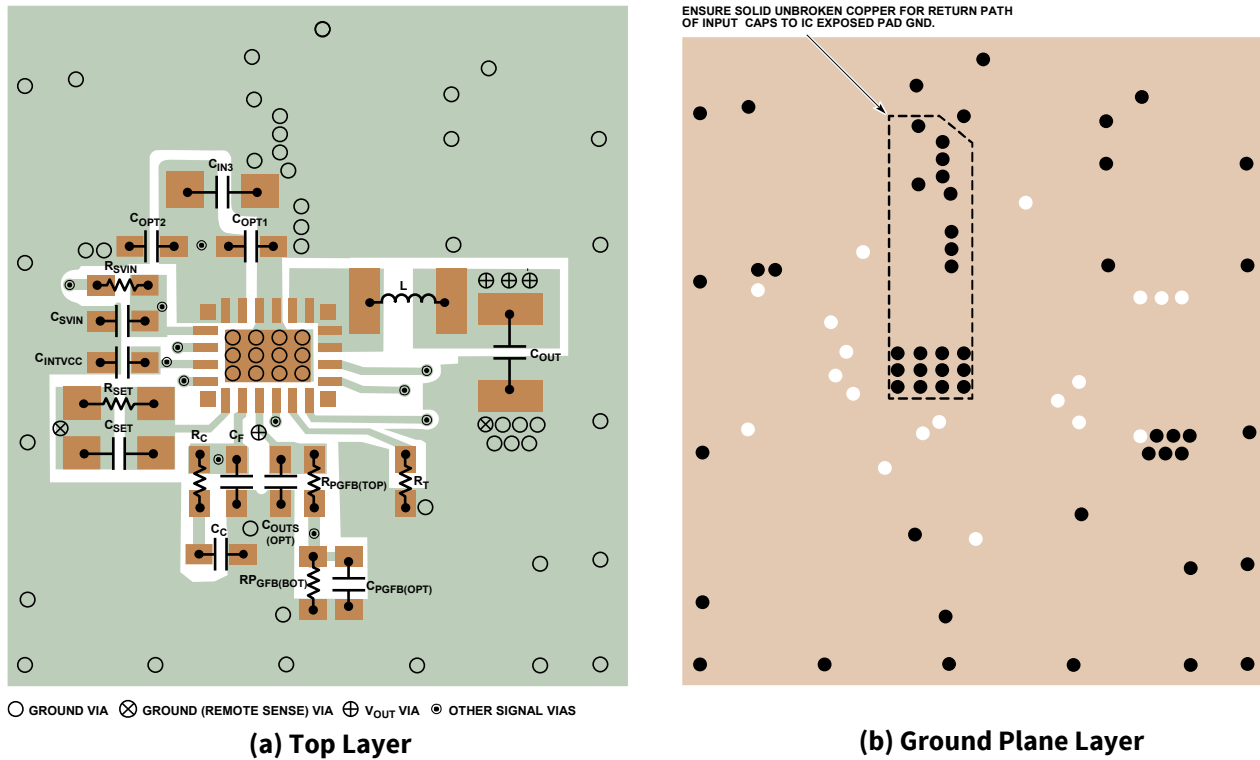 ENSURE SOLID UNBROKEN COPPER FOR RETURN PATH
OF INPUT CAPS TO IC EXPOSED PAD GND.
CIN3
COPT2
COPT1
RSVIN
L
CSVIN
CINTVCC
COUT
RSET
CSET
RC
CF
RPGFB(TOP)
RT
COUTS
(OPT)
CC
RPGFB(BOT)
CPGFB(OPT)
GROUND VIA
GROUND (REMOTE SENSE) VIA
VOUT VIA
OTHER SIGNAL VIAS
(a) Top Layer
(b) Ground Plane Layer